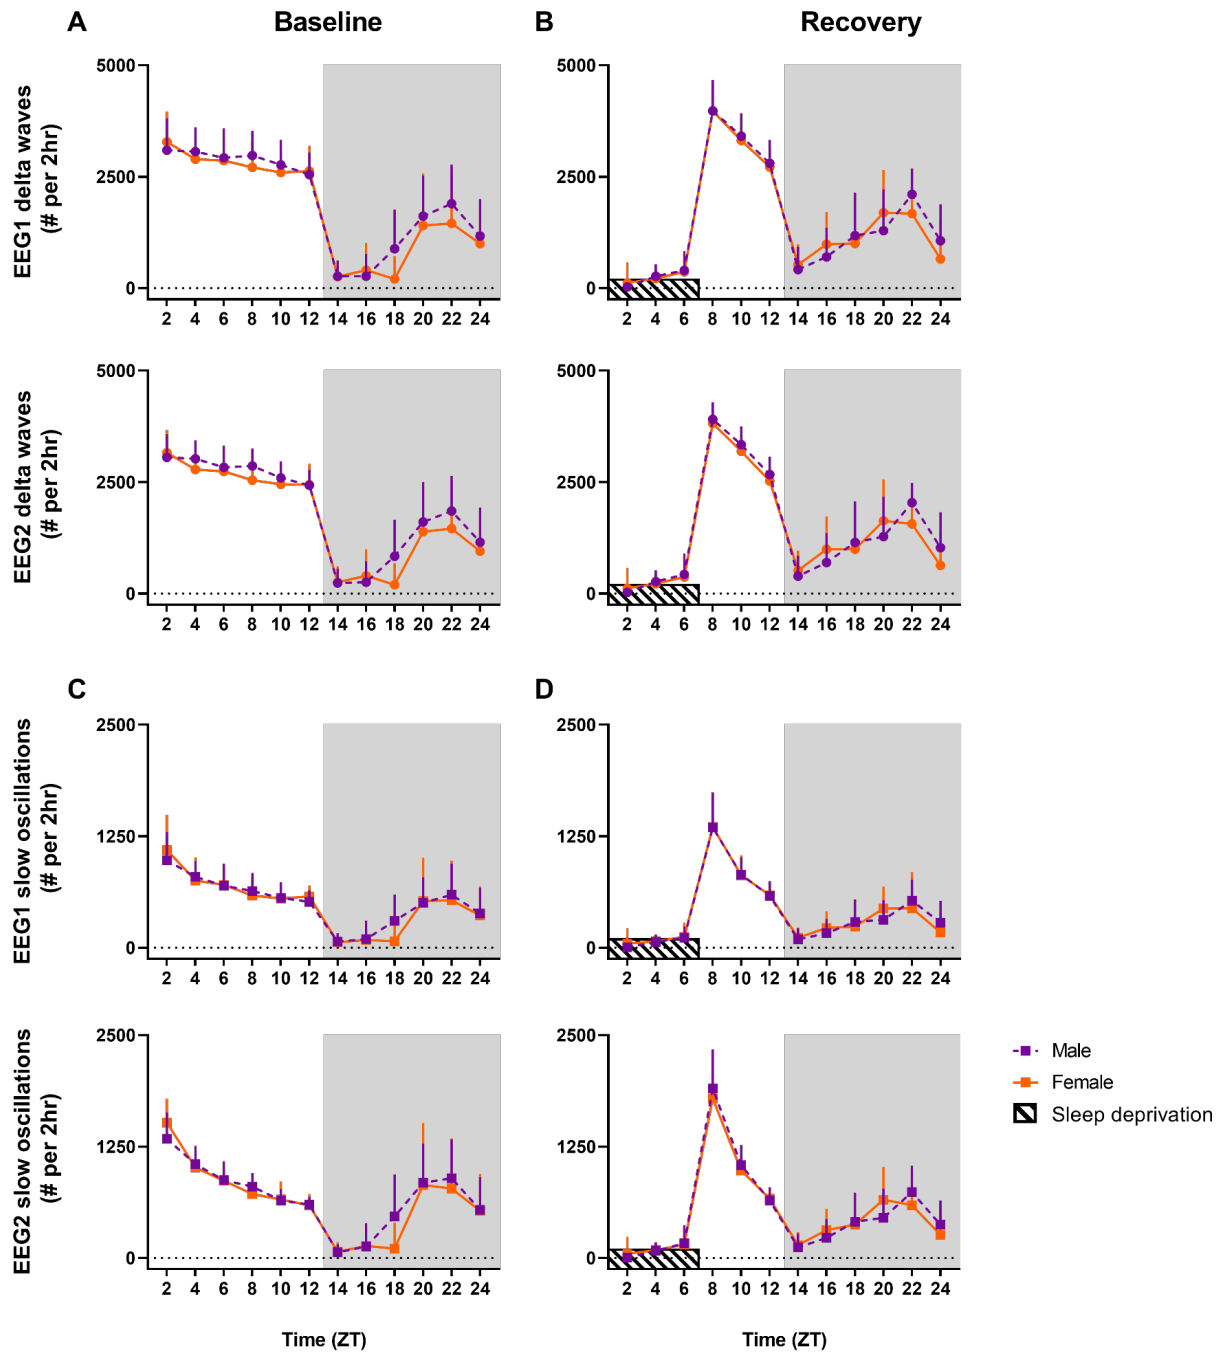 A Baseline B Recovery
EEG1 delta waves
(# per 2hr)
5000
2500
0
2 4 6 8 10 12 14 16 18 20 22 24
5000
2500
0
2 4 6 8 10 12 14 16 18 20 22 24
EEG2 delta waves
(# per 2hr)
5000
2500
0
2 4 6 8 10 12 14 16 18 20 22 24
5000
2500
0
2 4 6 8 10 12 14 16 18 20 22 24
C D
EEG1 slow oscillations
(# per 2hr)
2500
1250
0
2 4 6 8 10 12 14 16 18 20 22 24
2500
1250
0
2 4 6 8 10 12 14 16 18 20 22 24
EEG2 slow oscillations
(# per 2hr)
2500
1250
0
2 4 6 8 10 12 14 16 18 20 22 24
Time (ZT)
2500
1250
0
2 4 6 8 10 12 14 16 18 20 22 24
Time (ZT)
Male
Female
Sleep deprivation